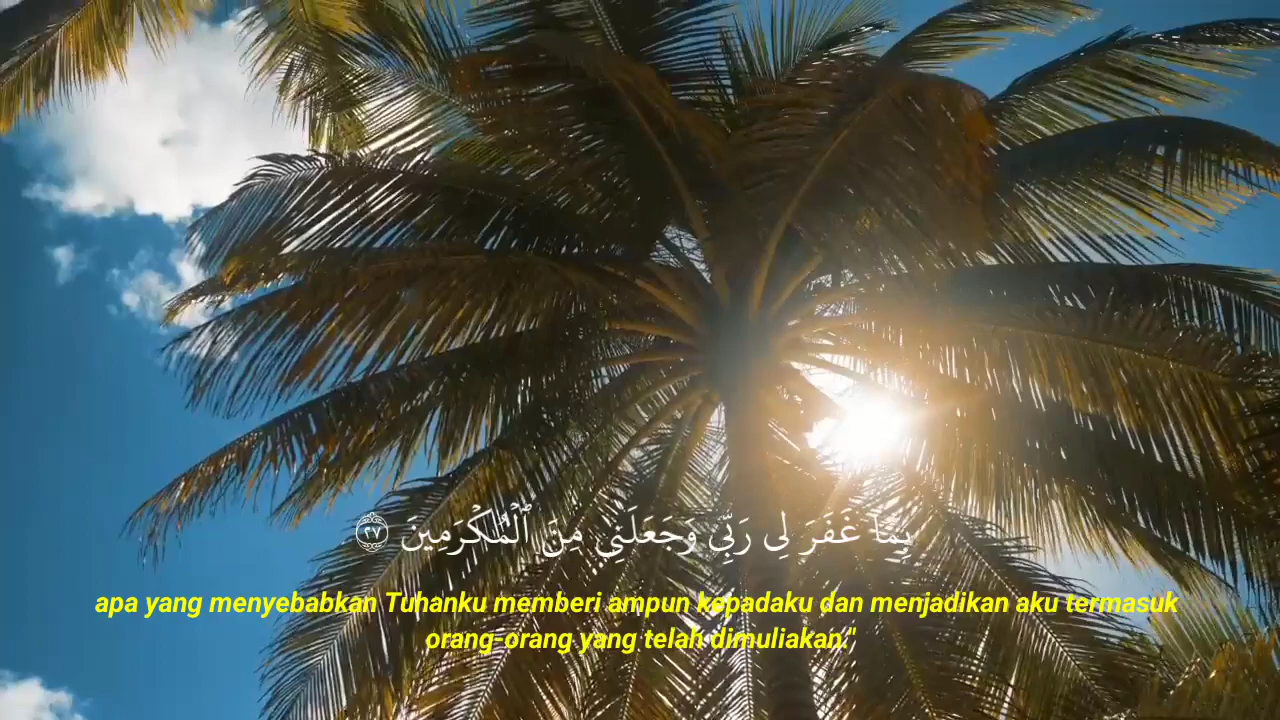 بِمَا غَفَرَ لِى رَبِّى وَجَعَلَنِى مِنَ ٱلْمُكْرَمِينَ ٢٧
apa yang menyebabkan Tuhanku memberi ampun kepadaku dan menjadikan aku termasuk
orang-orang yang telah dimuliakan."